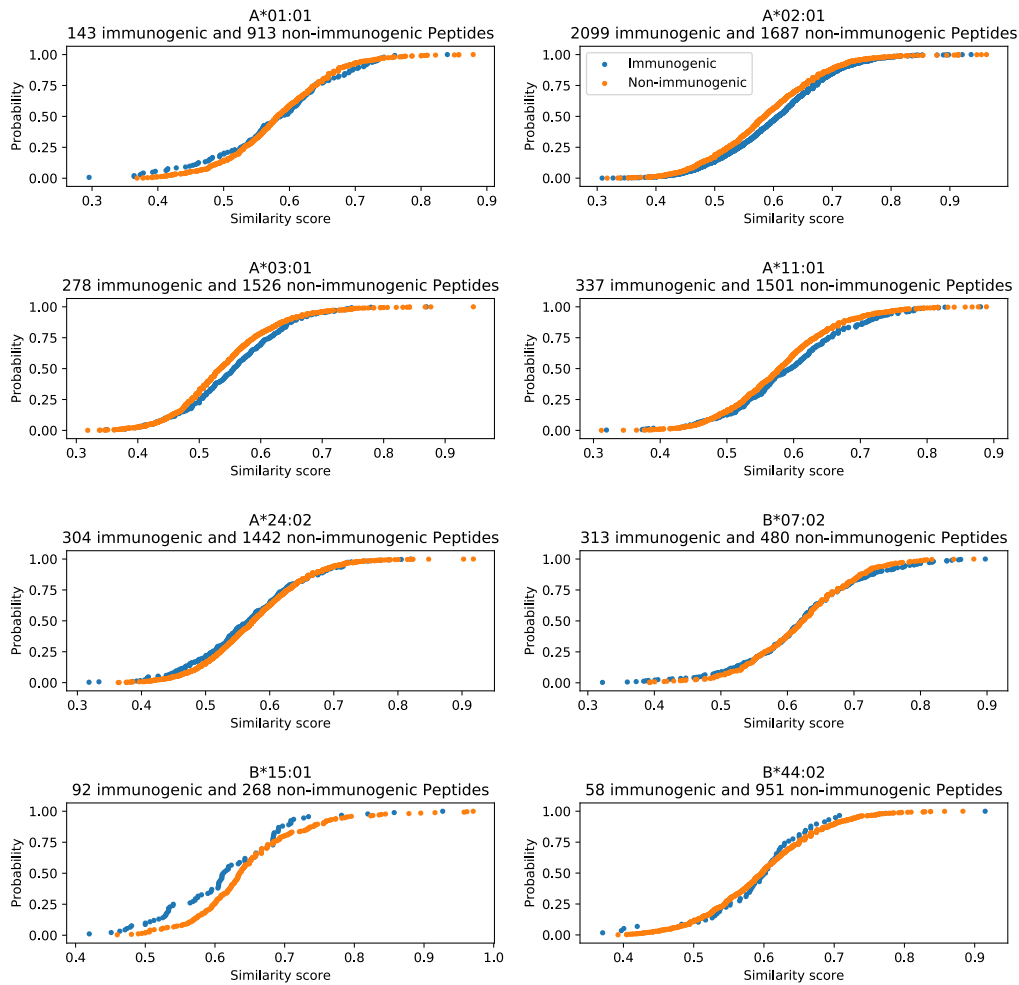 A*01:01
143 immunogenic and 913 non-immunogenic Peptides
1.00
0.75
0.50
0.25
0.00
Probability
0.3 0.4 0.5 0.6 0.7 0.8 0.9
Similarity score
A*02:01
2099 immunogenic and 1687 non-immunogenic Peptides
Immunogenic
Non-immunogenic
1.00
0.75
0.50
0.25
0.00
Probability
0.3 0.4 0.5 0.6 0.7 0.8 0.9
Similarity score
A*03:01
278 immunogenic and 1526 non-immunogenic Peptides
1.00
0.75
0.50
0.25
0.00
Probability
0.3 0.4 0.5 0.6 0.7 0.8 0.9
Similarity score
A*11:01
337 immunogenic and 1501 non-immunogenic Peptides
1.00
0.75
0.50
0.25
0.00
Probability
0.3 0.4 0.5 0.6 0.7 0.8 0.9
Similarity score
A*24:02
304 immunogenic and 1442 non-immunogenic Peptides
1.00
0.75
0.50
0.25
0.00
Probability
0.3 0.4 0.5 0.6 0.7 0.8 0.9
Similarity score
B*07:02
313 immunogenic and 480 non-immunogenic Peptides
1.00
0.75
0.50
0.25
0.00
Probability
0.3 0.4 0.5 0.6 0.7 0.8 0.9
Similarity score
B*15:01
92 immunogenic and 268 non-immunogenic Peptides
1.00
0.75
0.50
0.25
0.00
Probability
0.4 0.5 0.6 0.7 0.8 0.9 1.0
Similarity score
B*44:02
58 immunogenic and 951 non-immunogenic Peptides
1.00
0.75
0.50
0.25
0.00
Probability
0.4 0.5 0.6 0.7 0.8 0.9
Similarity score